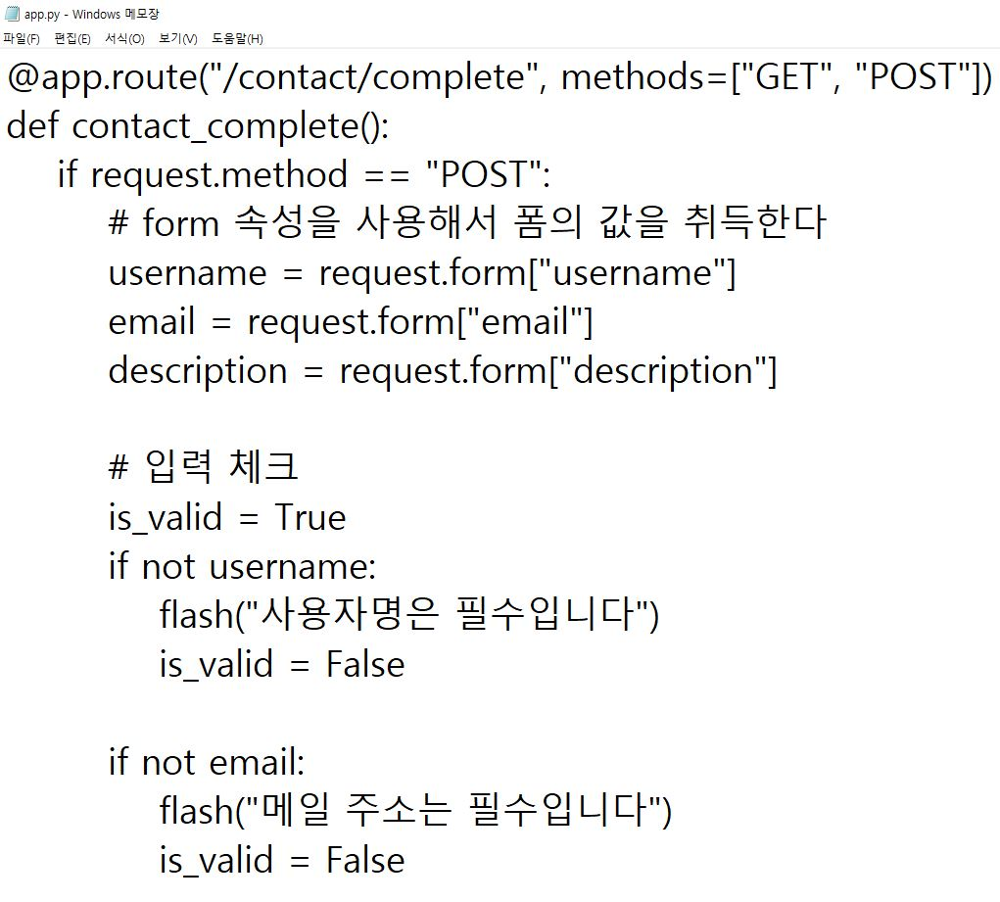 app.py - Windows 메모장
파일(F) 편집(E) 서식(O) 보기(V) 도움말(H)
@app.route("/contact/complete", methods=["GET", "POST"])
def contact_complete():
    if request.method == "POST":
        # form 속성을 사용해서 폼의 값을 취득한다
        username = request.form["username"]
        email = request.form["email"]
        description = request.form["description"]

        # 입력 체크
        is_valid = True
        if not username:
            flash("사용자명은 필수입니다")
            is_valid = False

        if not email:
            flash("메일 주소는 필수입니다")
            is_valid = False